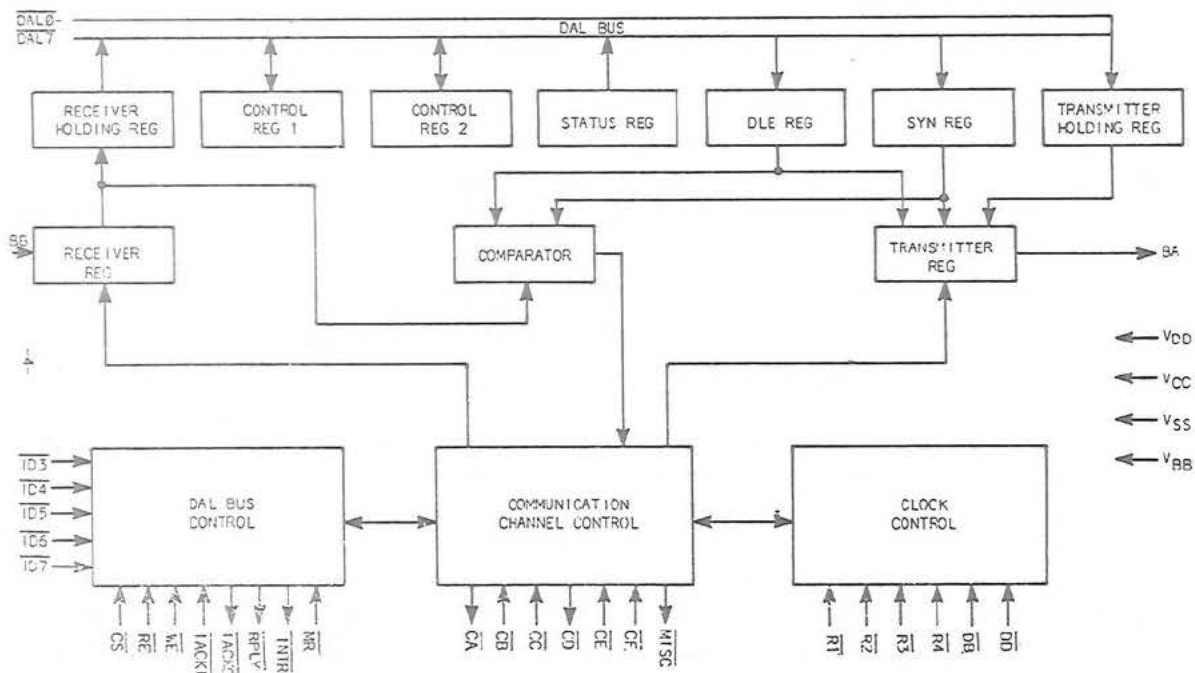 DAL0-
DAL7
DAL BUS
RECEIVER
HOLDING REG
CONTROL
REG 1
CONTROL
REG 2
STATUS REG
DLE REG
SYN REG
TRANSMITTER
HOLDING REG
BB
RECEIVER
REG
COMPARATOR
TRANSMITTER
REG
BA
VDD
VCC
VSS
VBB
ID3
ID4
ID5
ID6
ID7
DAL BUS
CONTROL
COMMUNICATION
CHANNEL CONTROL
CLOCK
CONTROL
CS
RE
WE
IACKI
IACKO
RPLY
INTR
MR
CA
CB
CC
CD
CE
CF
MISC
R1
R2
R3
R4
DB
DD